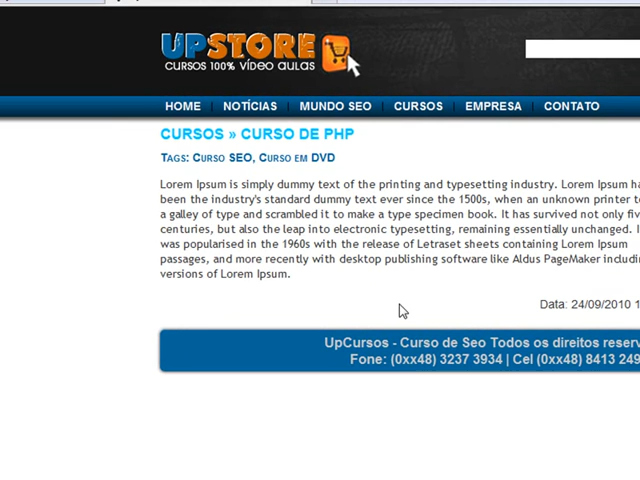 UPSTORE
CURSOS 100% VÍDEO AULAS
HOME | NOTÍCIAS | MUNDO SEO | CURSOS | EMPRESA | CONTATO
CURSOS » CURSO DE PHP
Tags: Curso SEO, Curso em DVD
Lorem Ipsum is simply dummy text of the printing and typesetting industry. Lorem Ipsum ha
been the industry's standard dummy text ever since the 1500s, when an unknown printer t
a galley of type and scrambled it to make a type specimen book. It has survived not only fiv
centuries, but also the leap into electronic typesetting, remaining essentially unchanged. I
was popularised in the 1960s with the release of Letraset sheets containing Lorem Ipsum
passages, and more recently with desktop publishing software like Aldus PageMaker includin
versions of Lorem Ipsum.
Data: 24/09/2010 1
UpCursos - Curso de Seo Todos os direitos reserv
Fone: (0xx48) 3237 3934 | Cel (0xx48) 8413 249